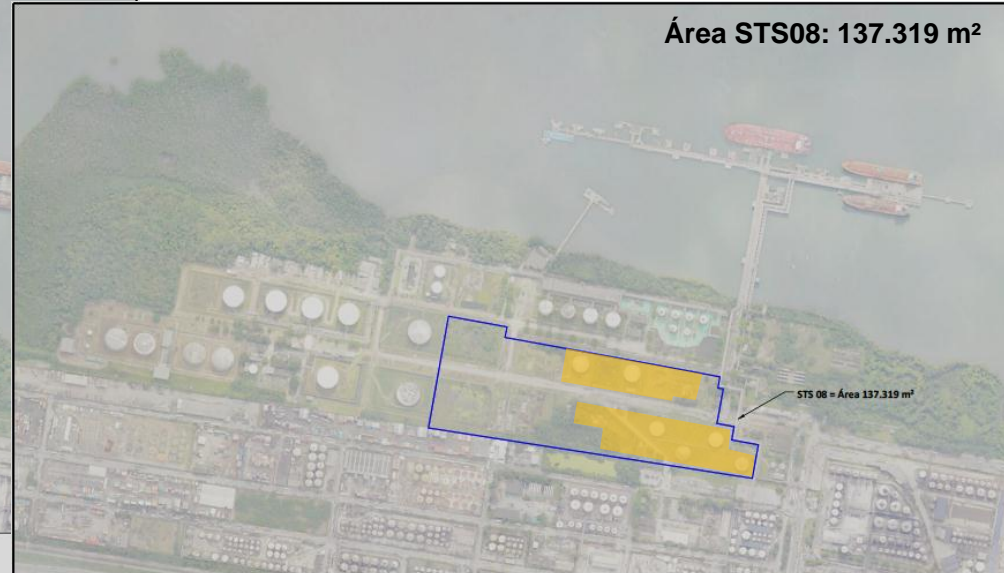 Área STS08: 137.319 m²
STS 08 = Área 137.319 m²